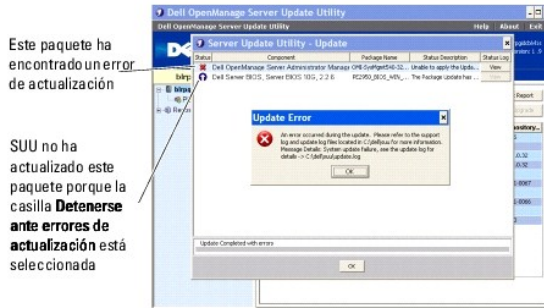 Este paquete ha
encontrado un error
de actualización
SUU no ha
actualizado este
paquete porque la
casilla Detenerse
ante errores de
actualización está
seleccionada
Dell OpenManage Server Update Utility
Dell OpenManage Server Update Utility
Help About Exit
Server Update Utility - Update
Status Component Package Name Status Description Status Log
Dell OpenManage Server Administrator Manag Unable to apply the Upda... View
Dell Server BIOS, Server BIOS 10G, 2.2.6 PE2950_BIOS_WIN_... The Package Update has ...
Report
Update Error
An error occurred during the update. Please refer to the support
log and update log files located in C:\dell\suu for more information.
Message Details: System update failure, see the update log for
details -> C:\dell\suu\update.log
OK
Update Completed with errors
OK